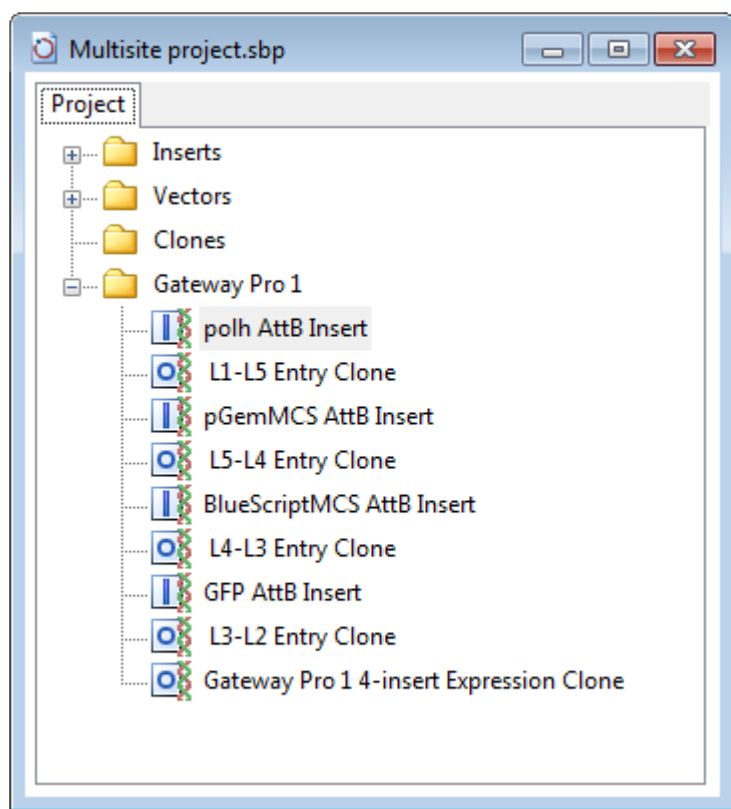 Multisite project.sbp
Project
Inserts
Vectors
Clones
Gateway Pro 1
polh AttB Insert
L1-L5 Entry Clone
pGemMCS AttB Insert
L5-L4 Entry Clone
BlueScriptMCS AttB Insert
L4-L3 Entry Clone
GFP AttB Insert
L3-L2 Entry Clone
Gateway Pro 1 4-insert Expression Clone